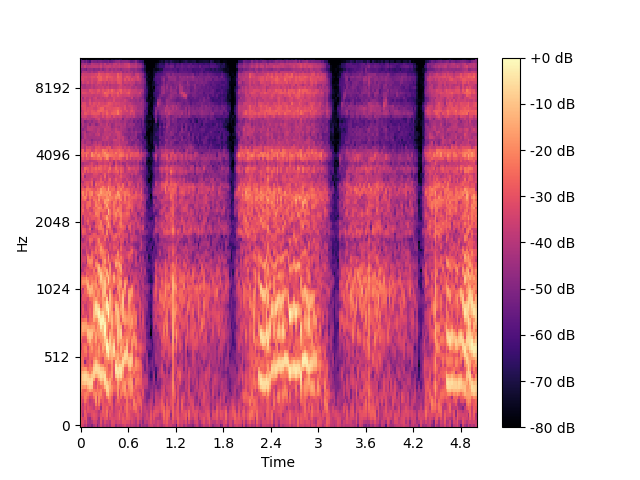 +0 dB
8192
-10 dB
4096
-20 dB
-30 dB
2048
Hz
-40 dB
1024
-50 dB
512
-60 dB
-70 dB
0
-80 dB
0 0.6 1.2 1.8 2.4 3 3.6 4.2 4.8
Time